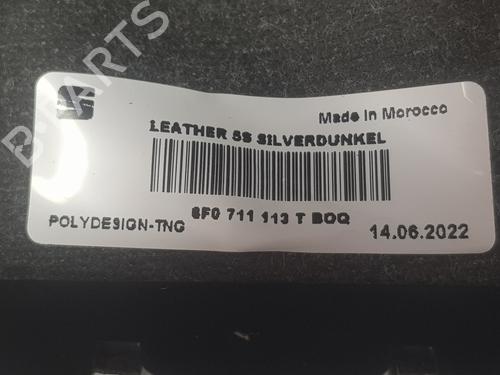 B-PARTS
Made in Morocco
LEATHER 5S SILVERDUNKEL
6F0 711 113 T BOQ
POLYDESIGN-TNG
14.06.2022